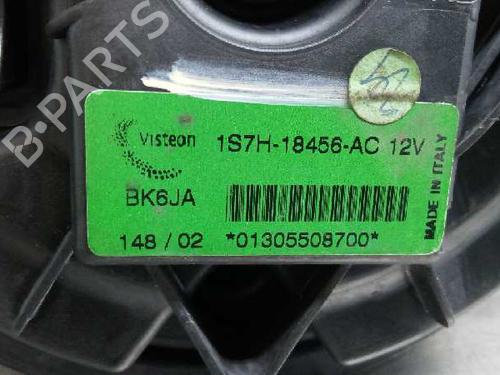 B-PARTS
Visteon
1S7H-18456-AC 12V
BK6JA
148 / 02
*01305508700*
MADE IN ITALY